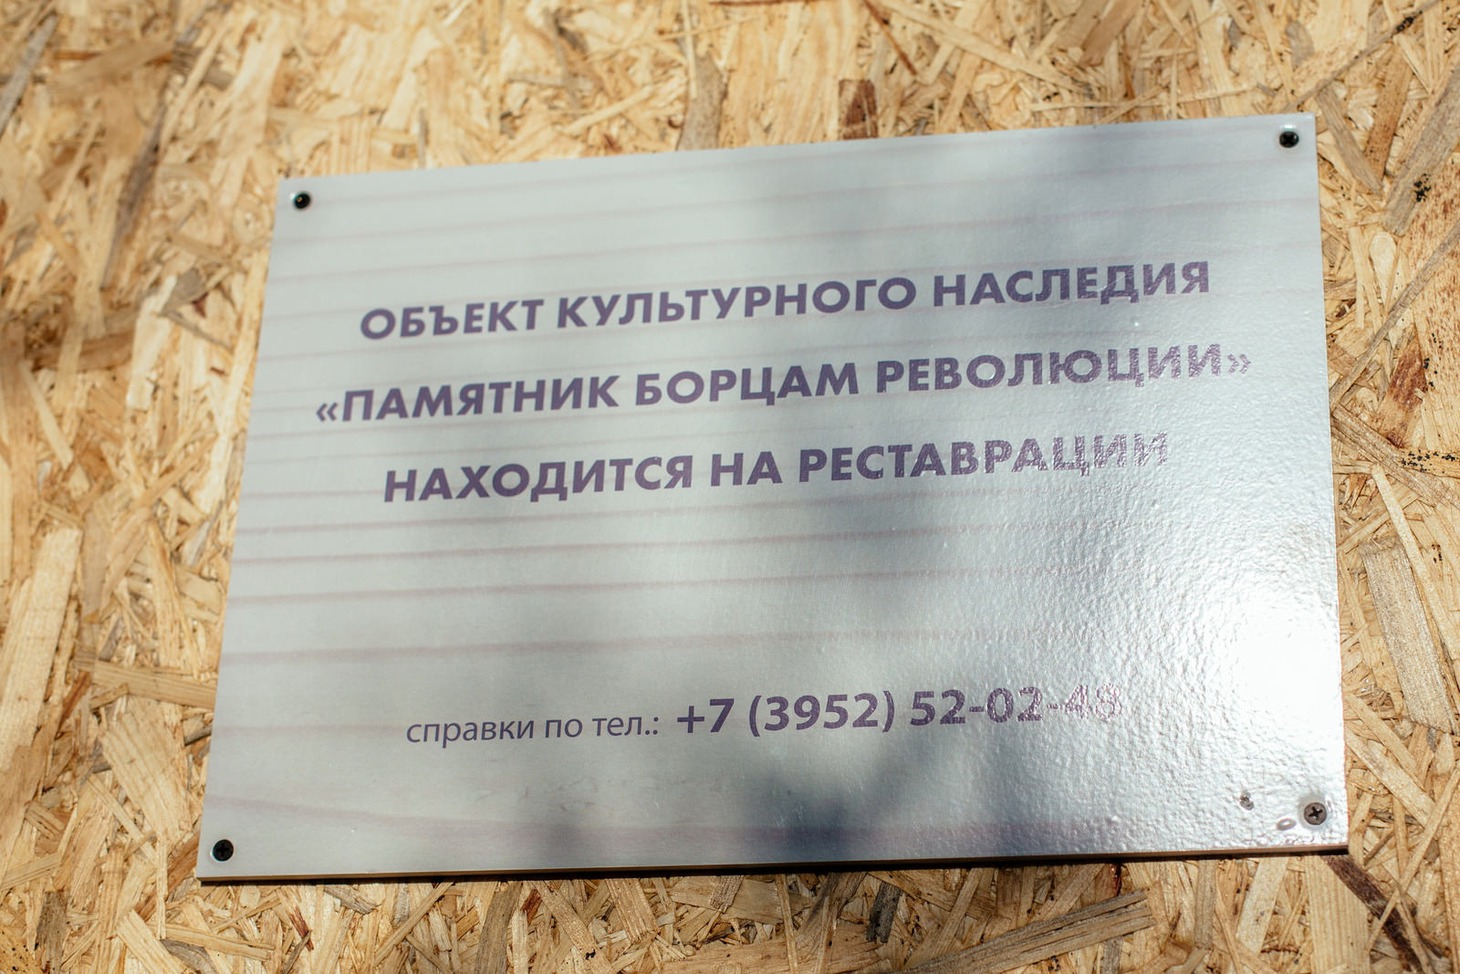 ОБЪЕКТ КУЛЬТУРНОГО НАСЛЕДИЯ
«ПАМЯТНИК БОРЦАМ РЕВОЛЮЦИИ»
НАХОДИТСЯ НА РЕСТАВРАЦИИ
справки по тел.: +7 (3952) 52-02-48